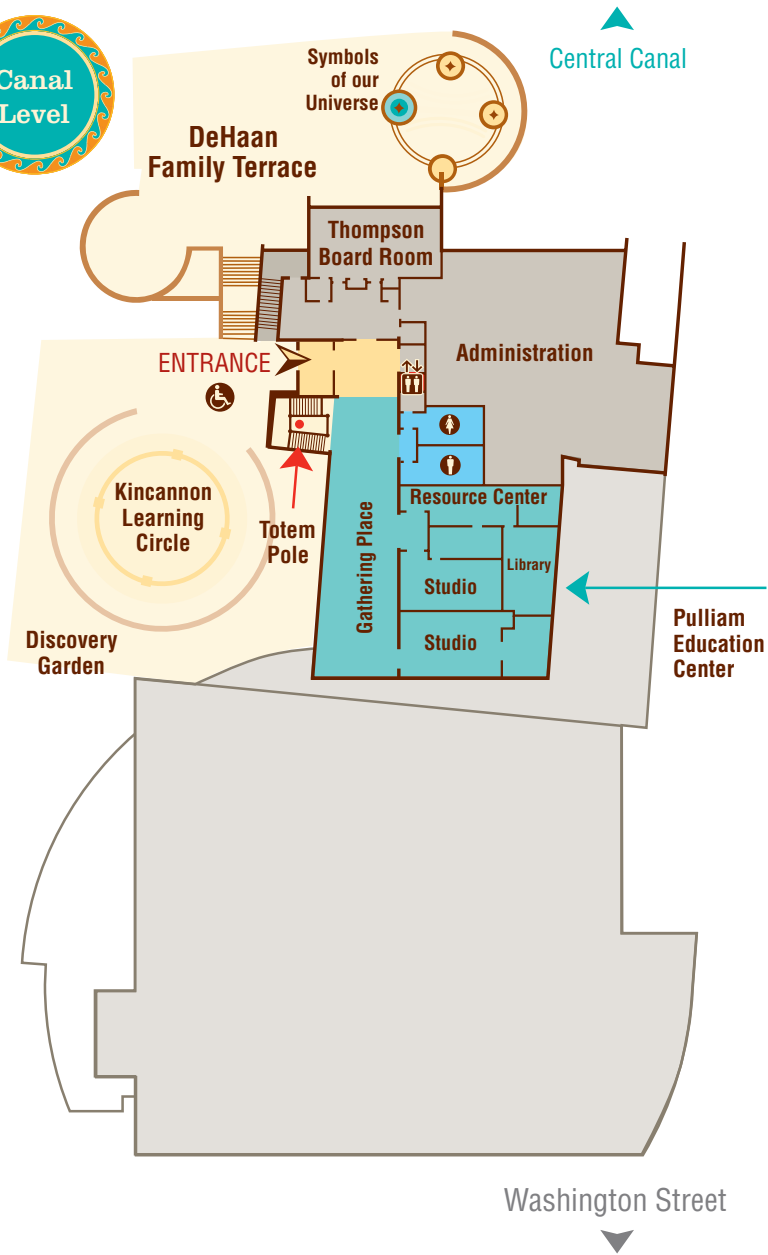 Canal
Level
Central Canal
Symbols
of our
Universe
DeHaan
Family Terrace
Thompson
Board Room
ENTRANCE
Administration
Kincannon
Learning
Circle
Totem
Pole
Gathering Place
Resource Center
Library
Studio
Studio
Discovery
Garden
Pulliam
Education
Center
Washington Street